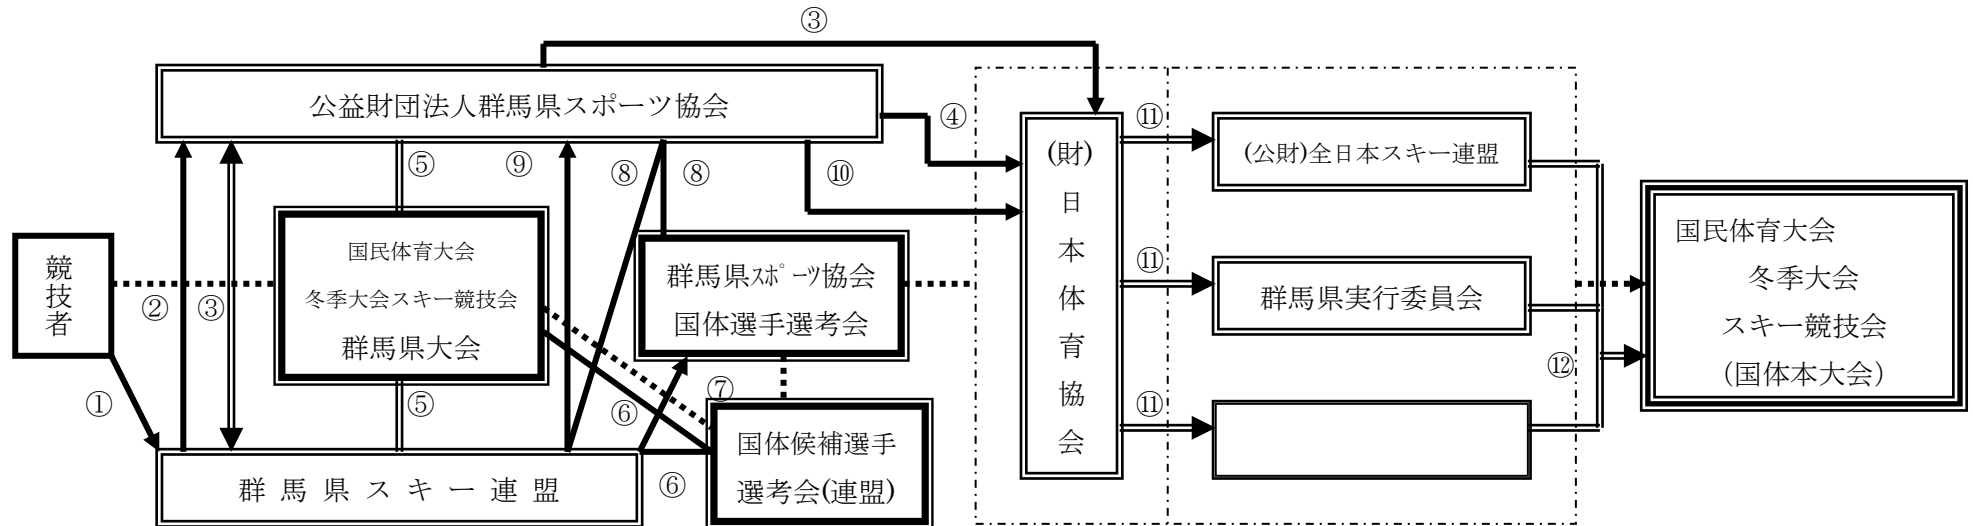 ③
公益財団法人群馬県スポーツ協会
④
⑪
(財)
日
本
体
育
協
会
(公財)全日本スキー連盟
⑤
⑨
⑧
⑧
⑩
競
技
者
②
③
国民体育大会
冬季大会スキー競技会
群馬県大会
群馬県ｽﾎﾟｰﾂ協会
国体選手選考会
⑪
群馬県実行委員会
国民体育大会
冬季大会
スキー競技会
(国体本大会)
①
⑤
⑥
⑦
⑪
⑫
群馬県スキー連盟
⑥
国体候補選手
選考会(連盟)